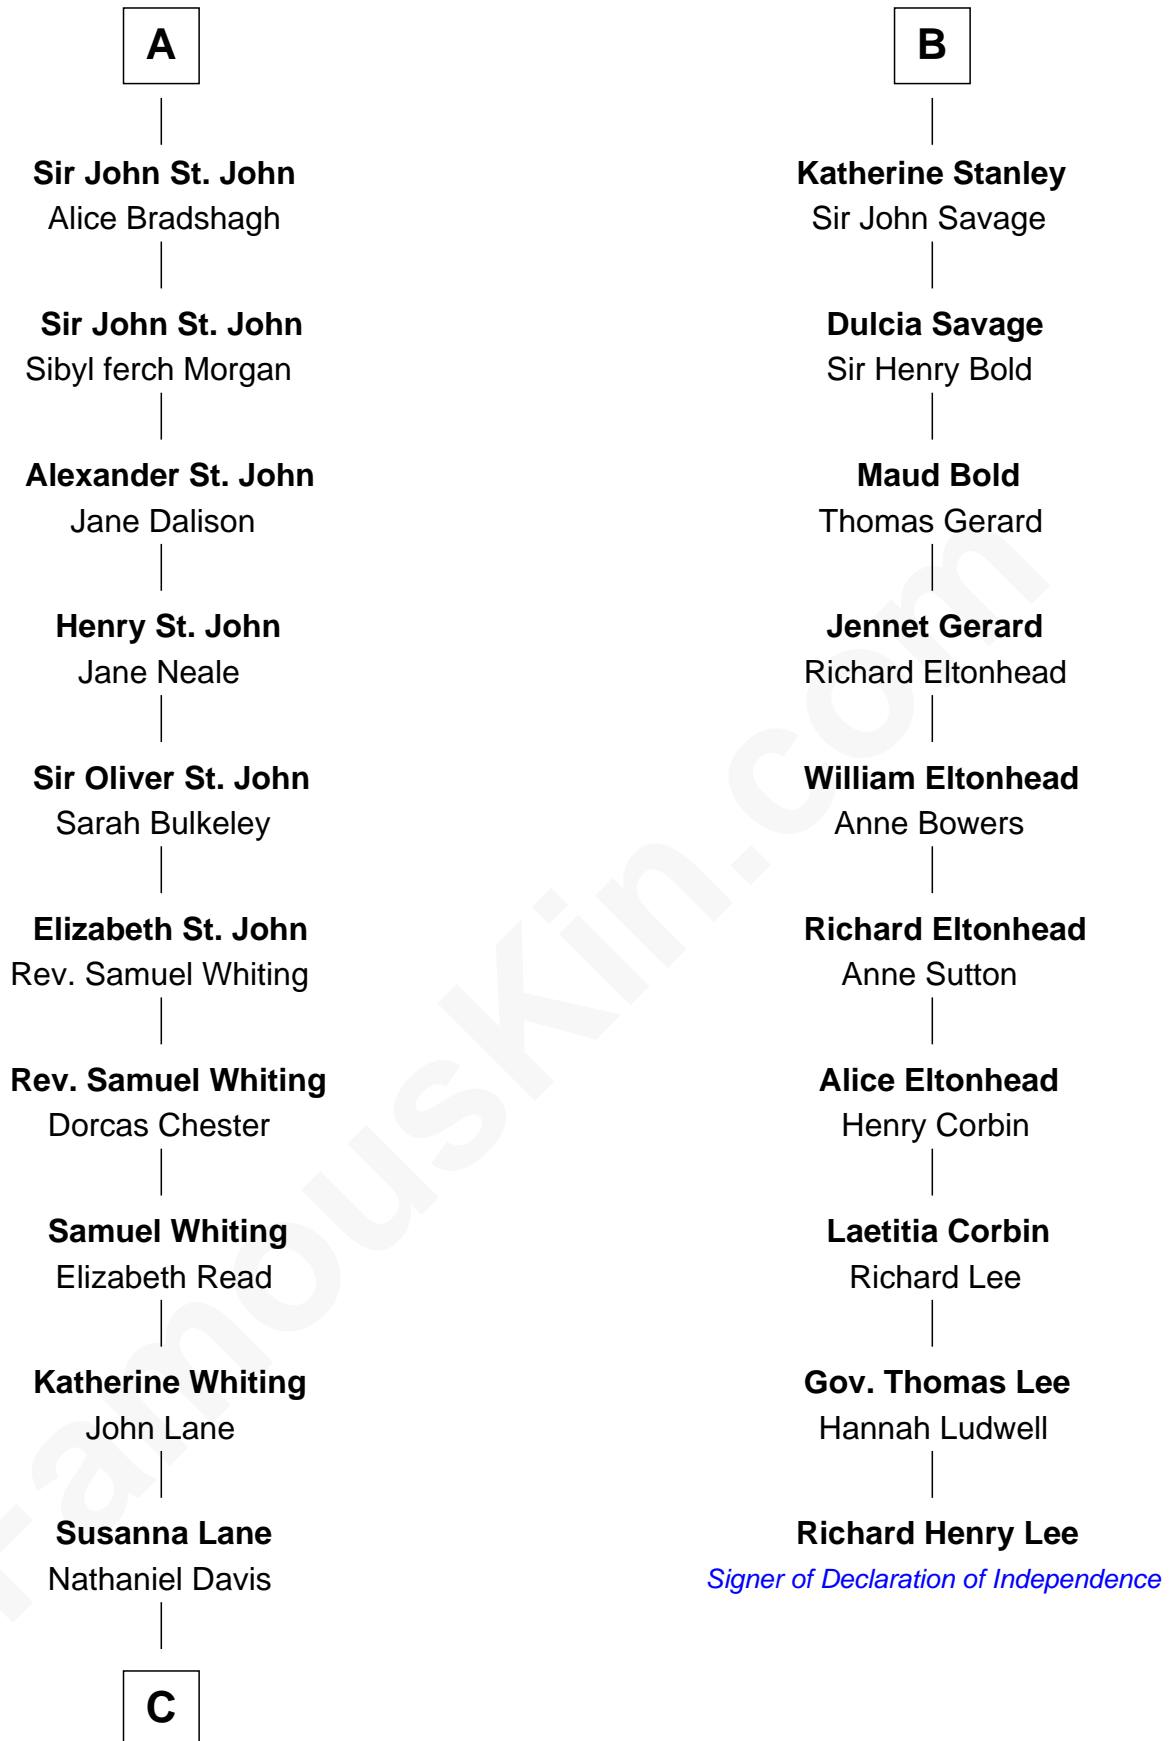 A
Sir John St. John
Alice Bradshagh
Sir John St. John
Sibyl ferch Morgan
Alexander St. John
Jane Dalison
Henry St. John
Jane Neale
Sir Oliver St. John
Sarah Bulkeley
Elizabeth St. John
Rev. Samuel Whiting
Rev. Samuel Whiting
Dorcas Chester
Samuel Whiting
Elizabeth Read
Katherine Whiting
John Lane
Susanna Lane
Nathaniel Davis
C
B
Katherine Stanley
Sir John Savage
Dulcia Savage
Sir Henry Bold
Maud Bold
Thomas Gerard
Jennet Gerard
Richard Eltonhead
William Eltonhead
Anne Bowers
Richard Eltonhead
Anne Sutton
Alice Eltonhead
Henry Corbin
Laetitia Corbin
Richard Lee
Gov. Thomas Lee
Hannah Ludwell
Richard Henry Lee
Signer of Declaration of Independence
FamousKin.com